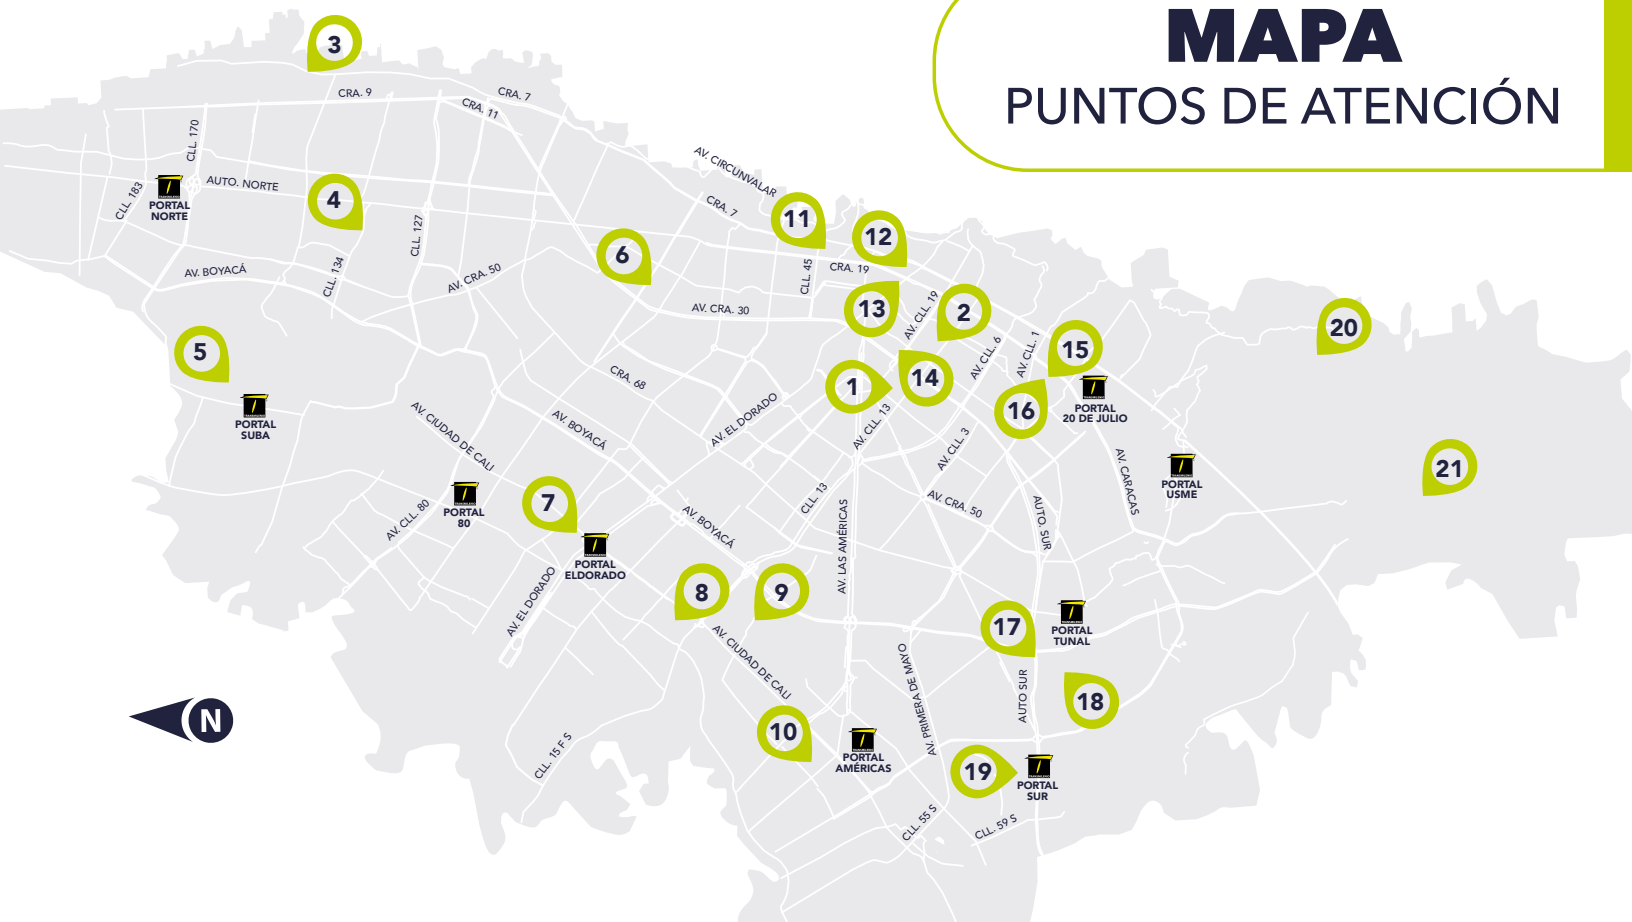 MAPA
PUNTOS DE ATENCIÓN
3
CRA. 9
CRA. 7
CRA. 11
CLL. 170
AV. CIRCUNVALAR
AUTO. NORTE
CLL. 183
PORTAL
NORTE
4
CRA. 7
11
12
CLL. 127
6
AV. BOYACÁ
CLL. 134
AV. CRA. 50
CLL. 45
CRA. 19
AV. CRA. 30
13
AV. CLL. 19
2
20
5
AV. CLL. 6
AV. CLL. 1
15
CRA. 68
1
14
16
PORTAL
20 DE JULIO
PORTAL
SUBA
AV. CIUDAD DE CALI
AV. BOYACÁ
AV. EL DORADO
AV. CLL. 13
AV. CLL. 3
AV. CARACAS
PORTAL
USME
21
PORTAL
80
AV. CLL. 80
7
CLL. 13
AV. CRA. 50
AV. BOYACÁ
AUTO. SUR
AV. LAS AMÉRICAS
PORTAL
ELDORADO
AV. EL DORADO
8
9
17
PORTAL
TUNAL
AV. CIUDAD DE CALI
AV. PRIMERA DE MAYO
AUTO SUR
18
N
10
CLL. 15 F S
PORTAL
AMÉRICAS
19
PORTAL
SUR
CLL. 55 S
CLL. 59 S